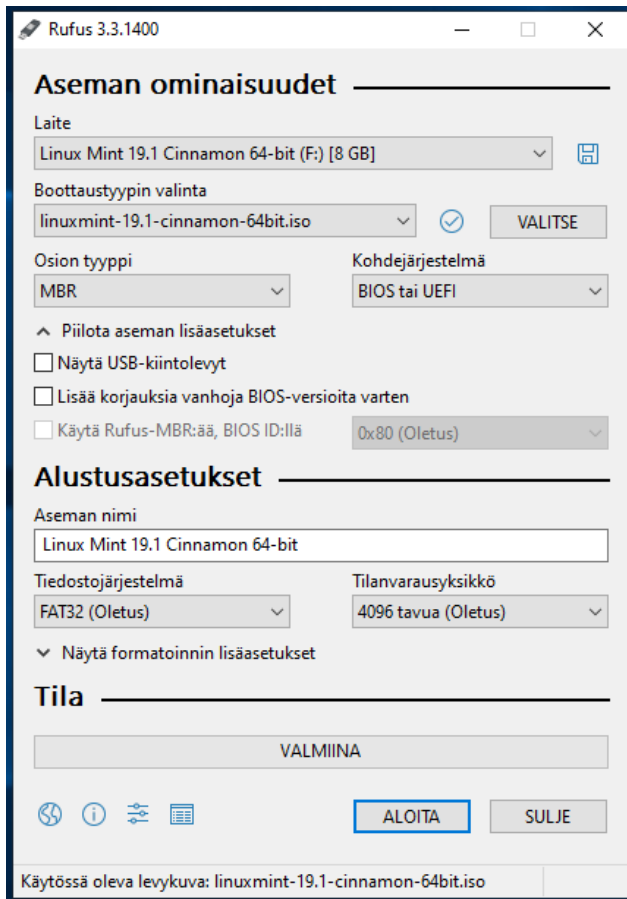 Rufus 3.3.1400
Aseman ominaisuudet
Laite
Linux Mint 19.1 Cinnamon 64-bit (F:) [8 GB]
Boottaustyypin valinta
linuxmint-19.1-cinnamon-64bit.iso
VALITSE
Osion tyyppi
Kohdejärjestelmä
MBR
BIOS tai UEFI
Piilota aseman lisäasetukset
Näytä USB-kiintolevyt
Lisää korjauksia vanhoja BIOS-versioita varten
Käytä Rufus-MBR:ää, BIOS ID:llä
0x80 (Oletus)
Alustusasetukset
Aseman nimi
Linux Mint 19.1 Cinnamon 64-bit
Tiedostojärjestelmä
Tilanvarausyksikkö
FAT32 (Oletus)
4096 tavua (Oletus)
Näytä formatoinnin lisäasetukset
Tila
VALMIINA
ALOITA
SULJE
Käytössä oleva levykuva: linuxmint-19.1-cinnamon-64bit.iso